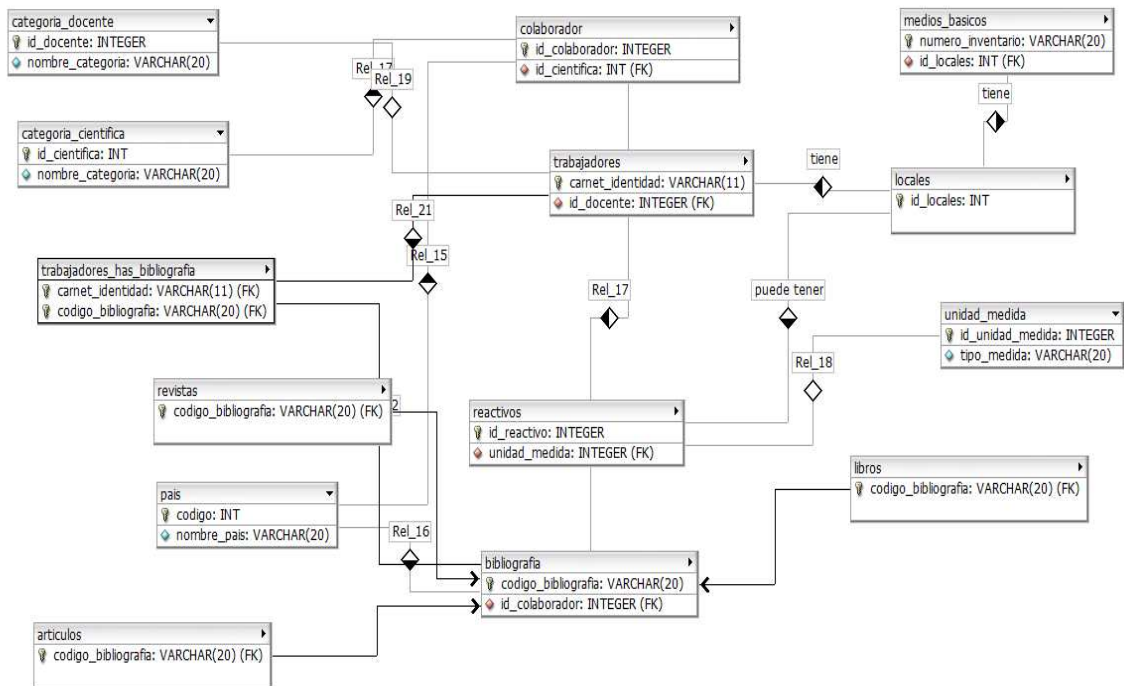 categoria_docente
id_docente: INTEGER
nombre_categoria: VARCHAR(20)
colaborador
id_colaborador: INTEGER
id_cientifica: INT (FK)
medios_basicos
numero_inventario: VARCHAR(20)
id_locales: INT (FK)
Rel_17
Rel_19
tiene
categoria_cientifica
id_cientifica: INT
nombre_categoria: VARCHAR(20)
trabajadores
carnet_identidad: VARCHAR(11)
id_docente: INTEGER (FK)
tiene
locales
id_locales: INT
Rel_21
Rel_15
trabajadores_has_bibliografia
carnet_identidad: VARCHAR(11) (FK)
codigo_bibliografia: VARCHAR(20) (FK)
Rel_17
puede tener
unidad_medida
id_unidad_medida: INTEGER
tipo_medida: VARCHAR(20)
Rel_18
revistas
codigo_bibliografia: VARCHAR(20) (FK)
2
reactivos
id_reactivo: INTEGER
unidad_medida: INTEGER (FK)
libros
codigo_bibliografia: VARCHAR(20) (FK)
pais
codigo: INT
nombre_pais: VARCHAR(20)
Rel_16
bibliografia
codigo_bibliografia: VARCHAR(20)
id_colaborador: INTEGER (FK)
articulos
codigo_bibliografia: VARCHAR(20) (FK)